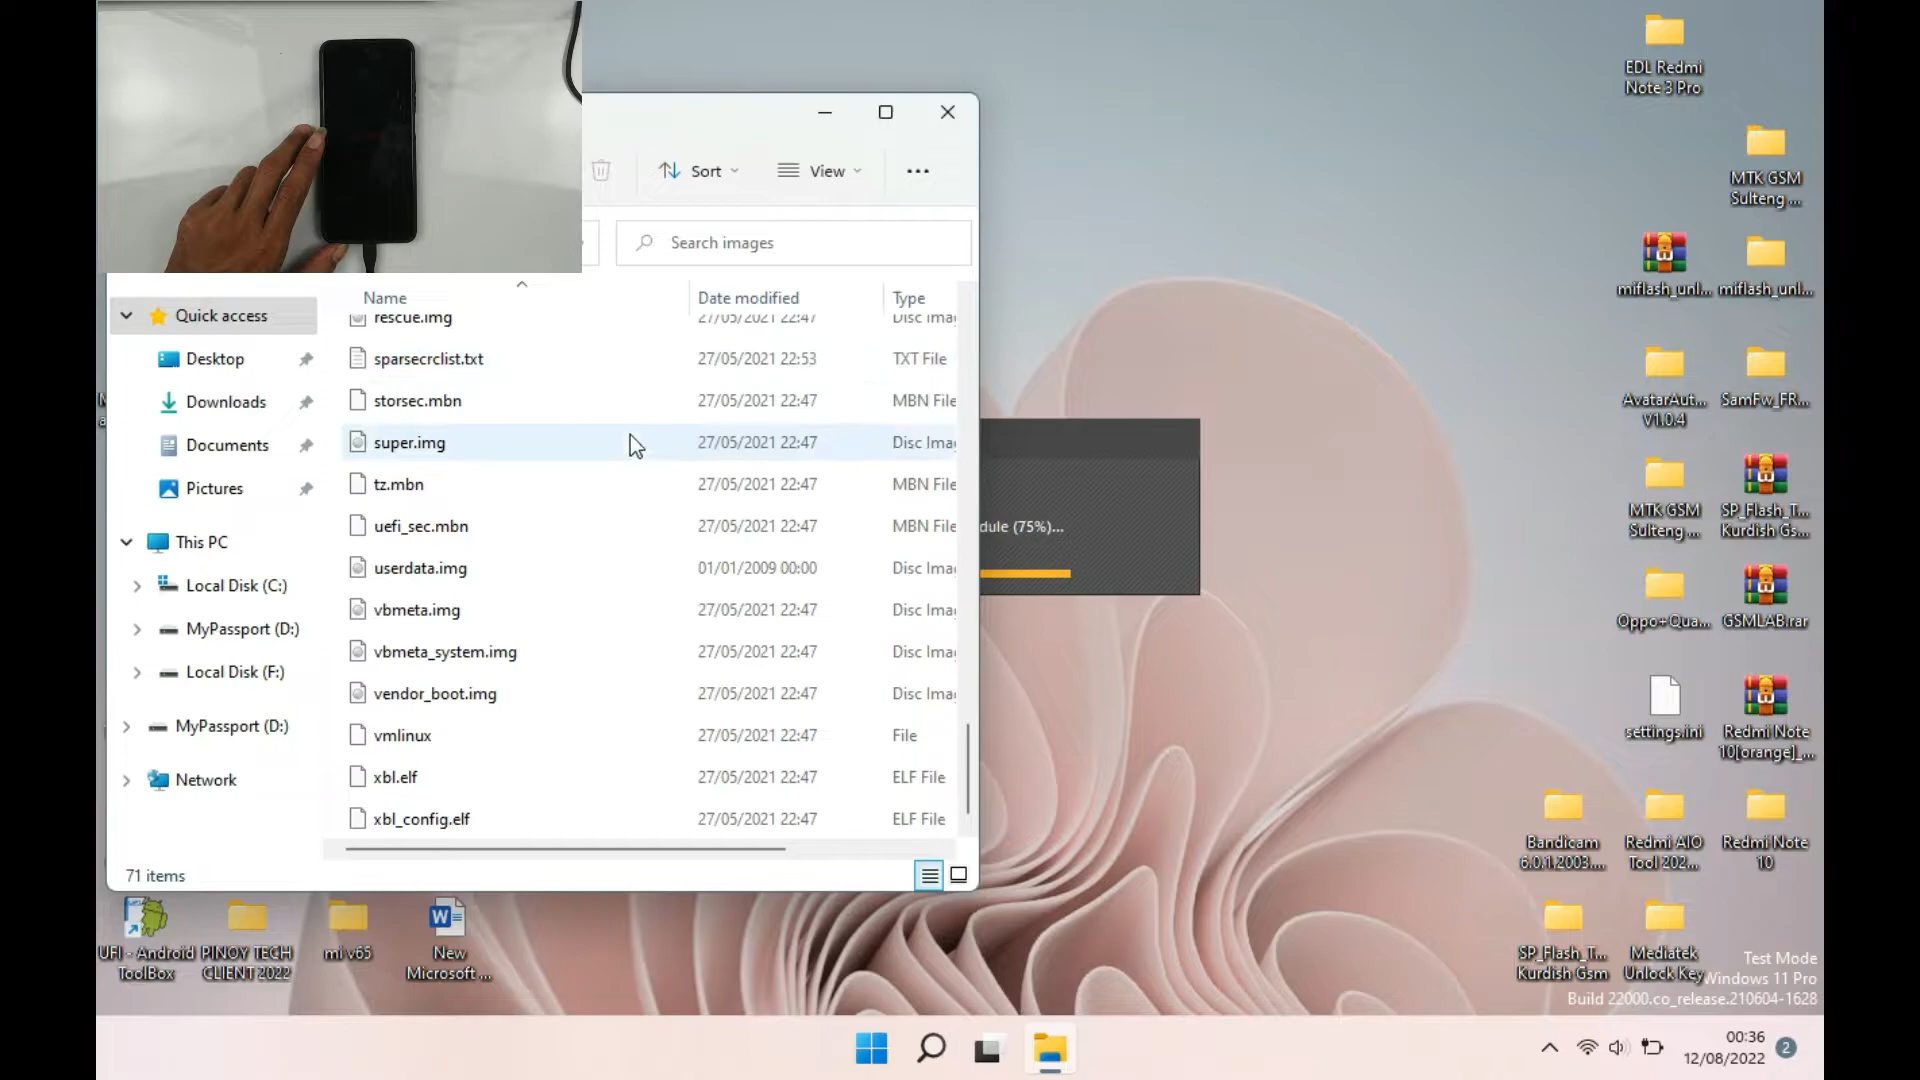 Sort
View
Search images
Name
Date modified
Type
Quick access
Desktop
Downloads
Documents
Pictures
This PC
Local Disk (C:)
MyPassport (D:)
Local Disk (F:)
MyPassport (D:)
Network
rescue.img 27/05/2021 22:47 Disc Ima
sparsecrclist.txt 27/05/2021 22:53 TXT File
storsec.mbn 27/05/2021 22:47 MBN File
super.img 27/05/2021 22:47 Disc Ima
tz.mbn 27/05/2021 22:47 MBN File
uefi_sec.mbn 27/05/2021 22:47 MBN File
userdata.img 01/01/2009 00:00 Disc Ima
vbmeta.img 27/05/2021 22:47 Disc Ima
vbmeta_system.img 27/05/2021 22:47 Disc Ima
vendor_boot.img 27/05/2021 22:47 Disc Ima
vmlinux 27/05/2021 22:47 File
xbl.elf 27/05/2021 22:47 ELF File
xbl_config.elf 27/05/2021 22:47 ELF File
71 items
dule (75%)...
EDL Redmi
Note 3 Pro
MTK GSM
Sulteng ...
miflash_unl...
miflash_unl...
AvatarAut...
V1.0.4
SamFw_FR...
MTK GSM
Sulteng ...
SP_Flash_T...
Kurdish Gs...
Oppo+Qua...
GSMLAB.rar
settings.ini
Redmi Note
10[orange]_...
Bandicam
6.0.1.2003....
Redmi AIO
Tool 202...
Redmi Note
10
SP_Flash_T...
Kurdish Gsm
Mediatek
Unlock Key
UFI - Android
ToolBox
PINOY TECH
CLIENT 2022
mi v65
New
Microsoft ...
Test Mode
Windows 11 Pro
Build 22000.co_release.210604-1628
00:36
12/08/2022
2